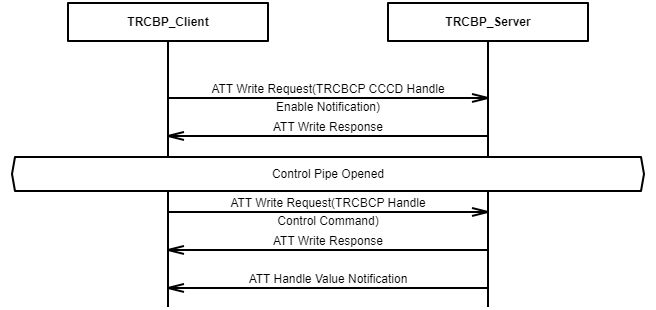 TRCBP_Client
TRCBP_Server
ATT Write Request(TRCBCP CCCD Handle
Enable Notification)
ATT Write Response
Control Pipe Opened
ATT Write Request(TRCBCP Handle
Control Command)
ATT Write Response
ATT Handle Value Notification